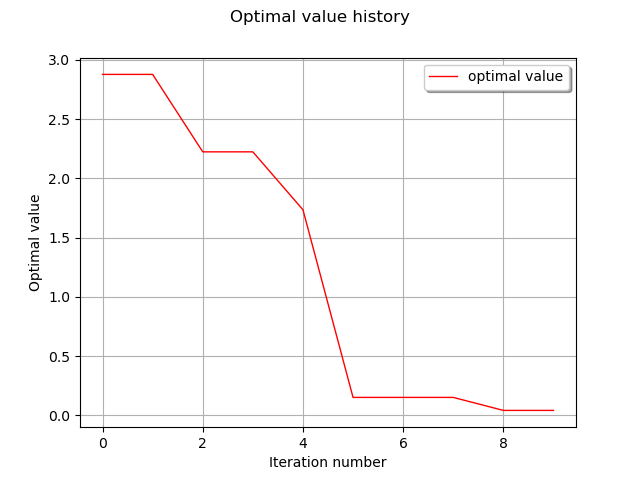 Optimal value history
optimal value
3.0
2.5
2.0
1.5
1.0
0.5
0.0
Optimal value
0 2 4 6 8
Iteration number